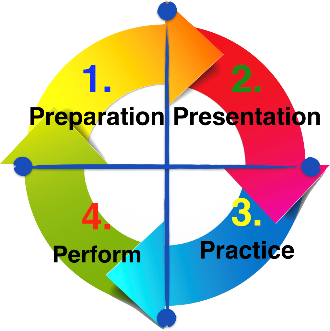 1.
Preparation
2.
Presentation
3.
Practice
4.
Perform